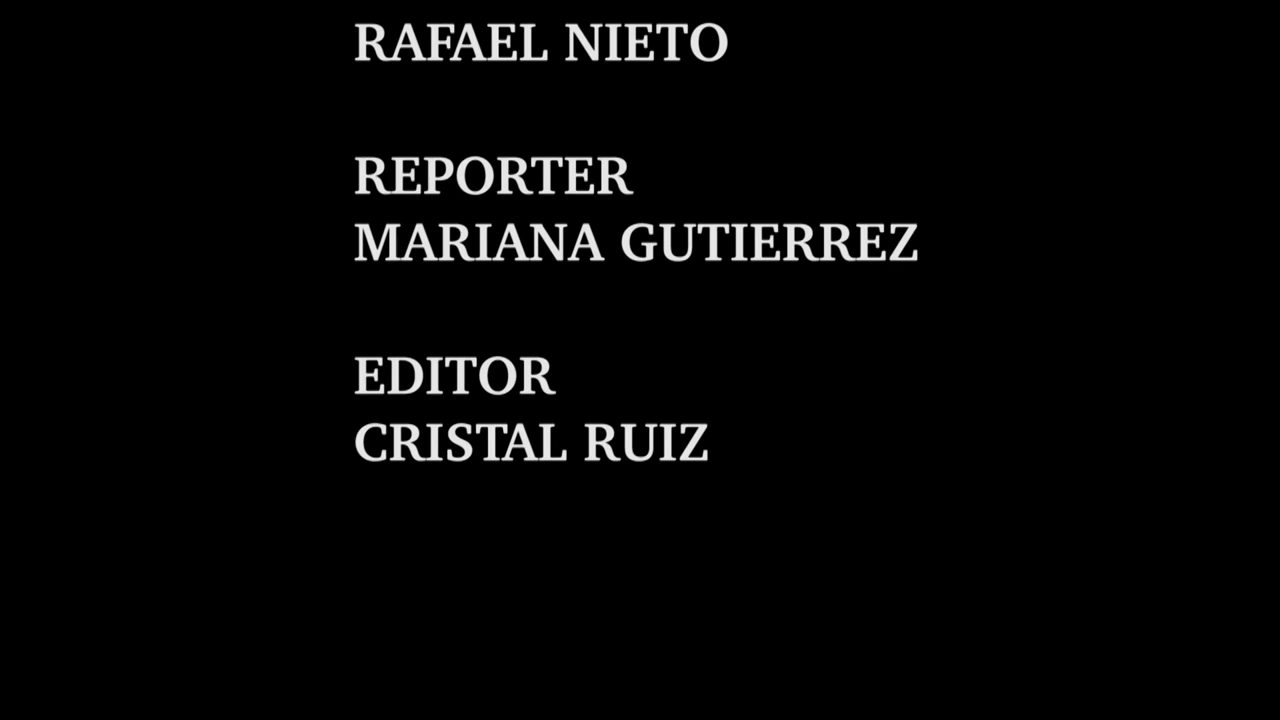 RAFAEL NIETO
REPORTER
MARIANA GUTIERREZ
EDITOR
CRISTAL RUIZ